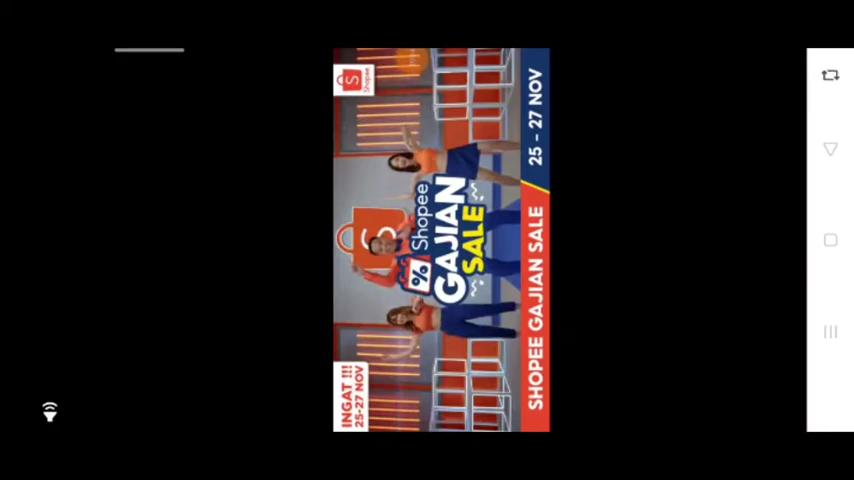 Shopee
INGAT !!!
25-27 NOV
Shopee
GAJIAN
SALE
%
SHOPEE GAJIAN SALE
25 - 27 NOV